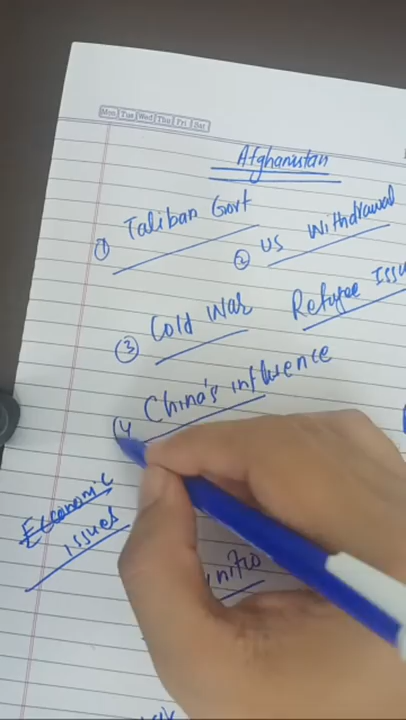 Mon Tue Wed Thu Fri Sat
Afghanistan
① Taliban Govt
② US Withdrawal
③ Cold War
Refugee Issu
④ China's influence
Economic
issues